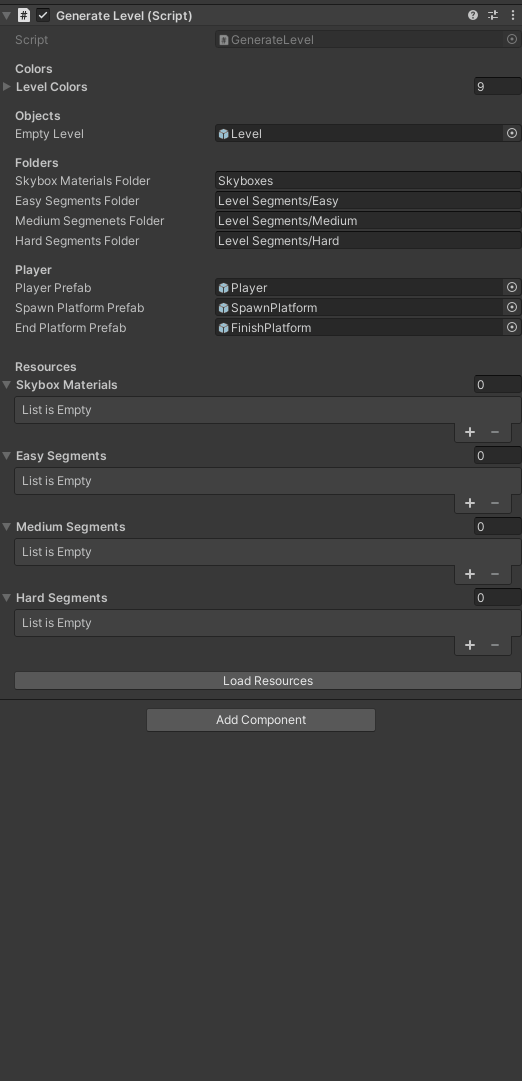 Generate Level (Script)
Script GenerateLevel
Colors
Level Colors 9
Objects
Empty Level Level
Folders
Skybox Materials Folder Skyboxes
Easy Segments Folder Level Segments/Easy
Medium Segmenets Folder Level Segments/Medium
Hard Segments Folder Level Segments/Hard
Player
Player Prefab Player
Spawn Platform Prefab SpawnPlatform
End Platform Prefab FinishPlatform
Resources
Skybox Materials 0
List is Empty
+ −
Easy Segments 0
List is Empty
+ −
Medium Segments 0
List is Empty
+ −
Hard Segments 0
List is Empty
+ −
Load Resources
Add Component